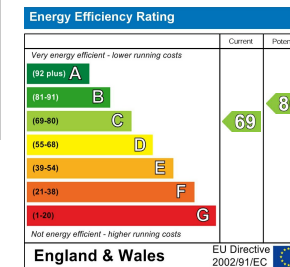 Energy Efficiency Rating
Current
Very energy efficient - lower running costs
(92 plus) A
(81-91) B
(69-80) C
69
(55-68) D
(39-54) E
(21-38) F
(1-20) G
Not energy efficient - higher running costs
England & Wales
EU Directive
2002/91/EC